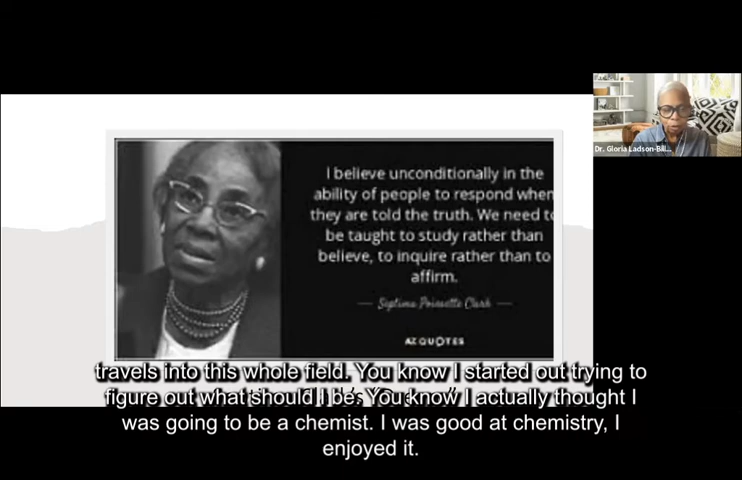 Dr. Gloria Ladson-Bill...
I believe unconditionally in the
ability of people to respond when
they are told the truth. We need to
be taught to study rather than
believe, to inquire rather than to
affirm.
Septima Poinsette Clark
AZ QUOTES
travels into this whole field. You know I started out trying to
figure out what should I be. You know I actually thought I
was going to be a chemist. I was good at chemistry, I
enjoyed it.